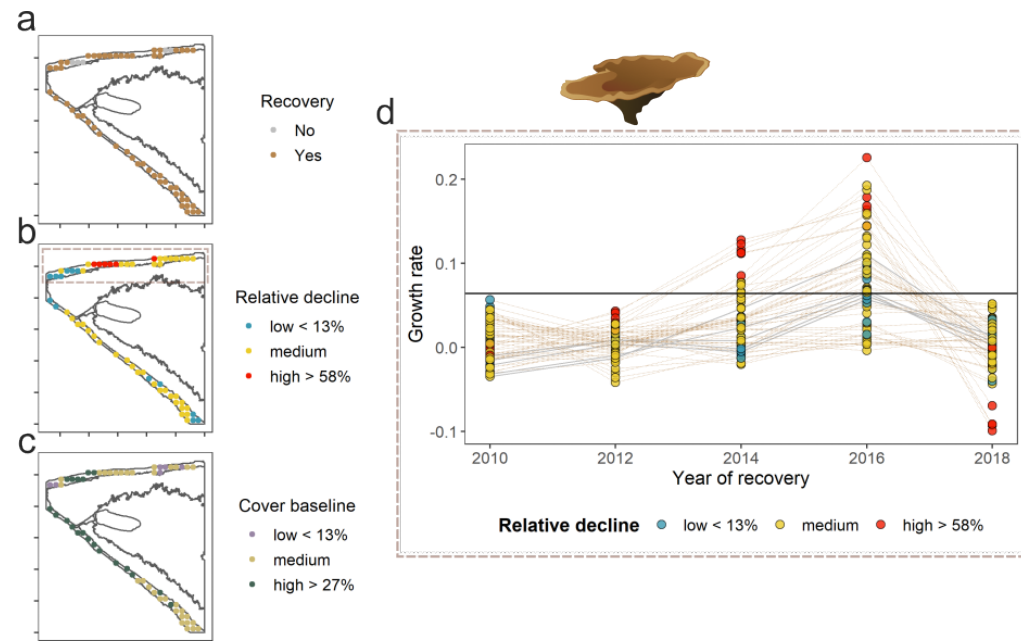 a
Recovery
No
Yes
b
Relative decline
low < 13%
medium
high > 58%
c
Cover baseline
low < 13%
medium
high > 27%
d
Growth rate
0.2
0.1
0.0
-0.1
2010 2012 2014 2016 2018
Year of recovery
Relative decline low < 13% medium high > 58%